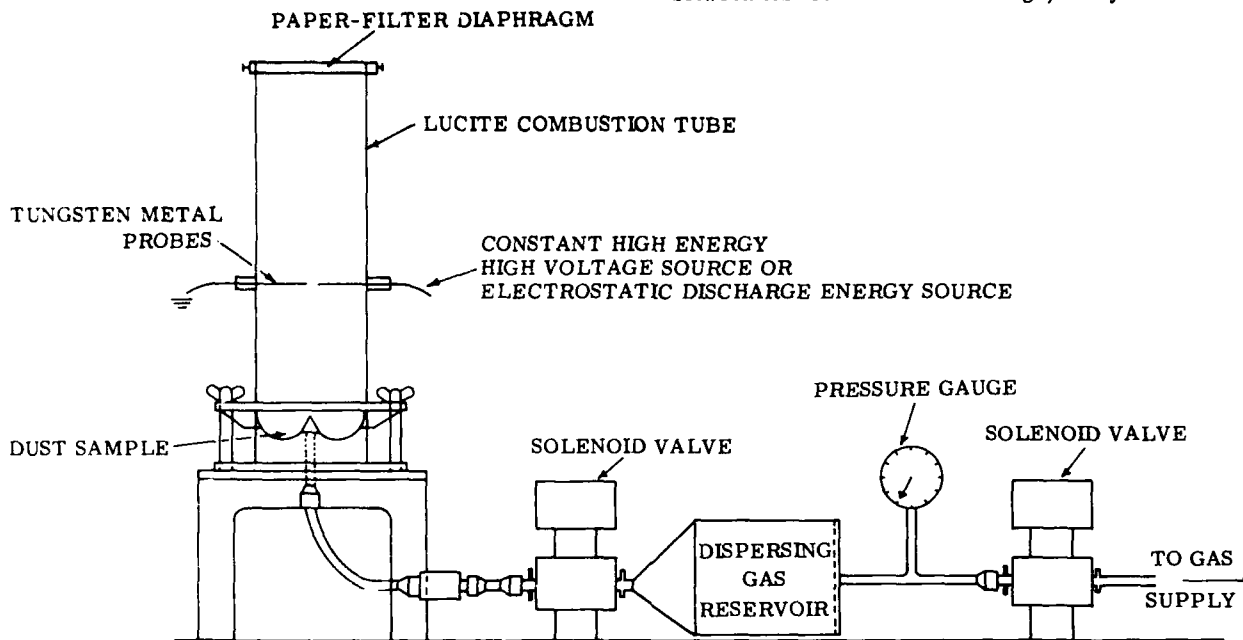 PAPER-FILTER DIAPHRAGM
LUCITE COMBUSTION TUBE
TUNGSTEN METAL
PROBES
CONSTANT HIGH ENERGY
HIGH VOLTAGE SOURCE OR
ELECTROSTATIC DISCHARGE ENERGY SOURCE
PRESSURE GAUGE
DUST SAMPLE
SOLENOID VALVE
SOLENOID VALVE
DISPERSING
GAS
RESERVOIR
TO GAS
SUPPLY